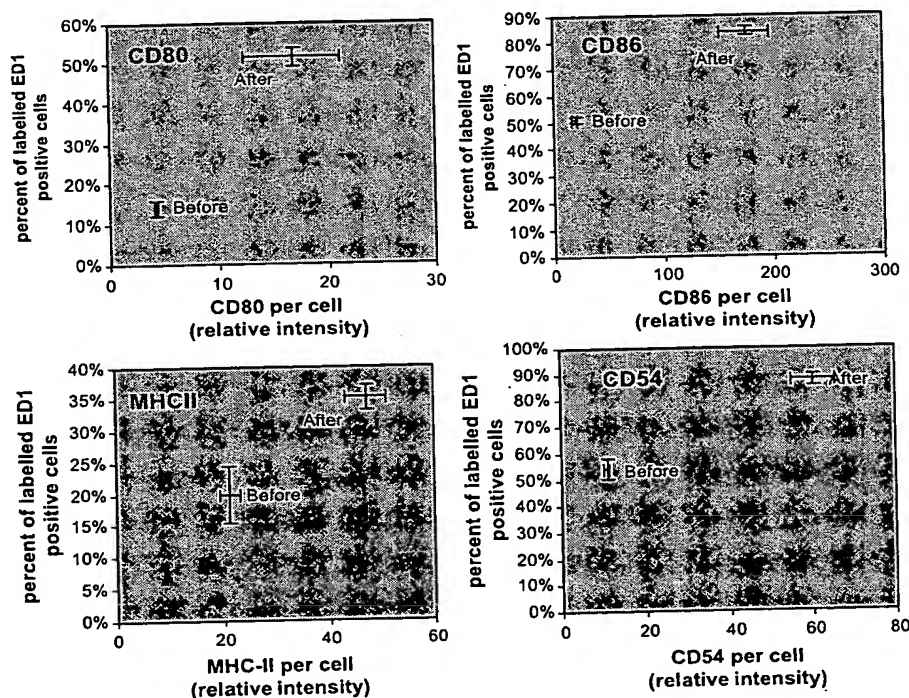 percent of labelled ED1
positive cells
60%
50%
40%
30%
20%
10%
0%
CD80
After
Before
0
10
20
30
CD80 per cell
(relative intensity)
percent of labelled ED1
positive cells
90%
80%
70%
60%
50%
40%
30%
20%
10%
0%
CD86
After
Before
0
100
200
300
CD86 per cell
(relative intensity)
percent of labelled ED1
positive cells
40%
35%
30%
25%
20%
15%
10%
5%
0%
MHCII
After
Before
0
20
40
60
MHC-II per cell
(relative intensity)
percent of labelled ED1
positive cells
100%
90%
80%
70%
60%
50%
40%
30%
20%
10%
0%
CD54
After
Before
0
20
40
60
80
CD54 per cell
(relative intensity)